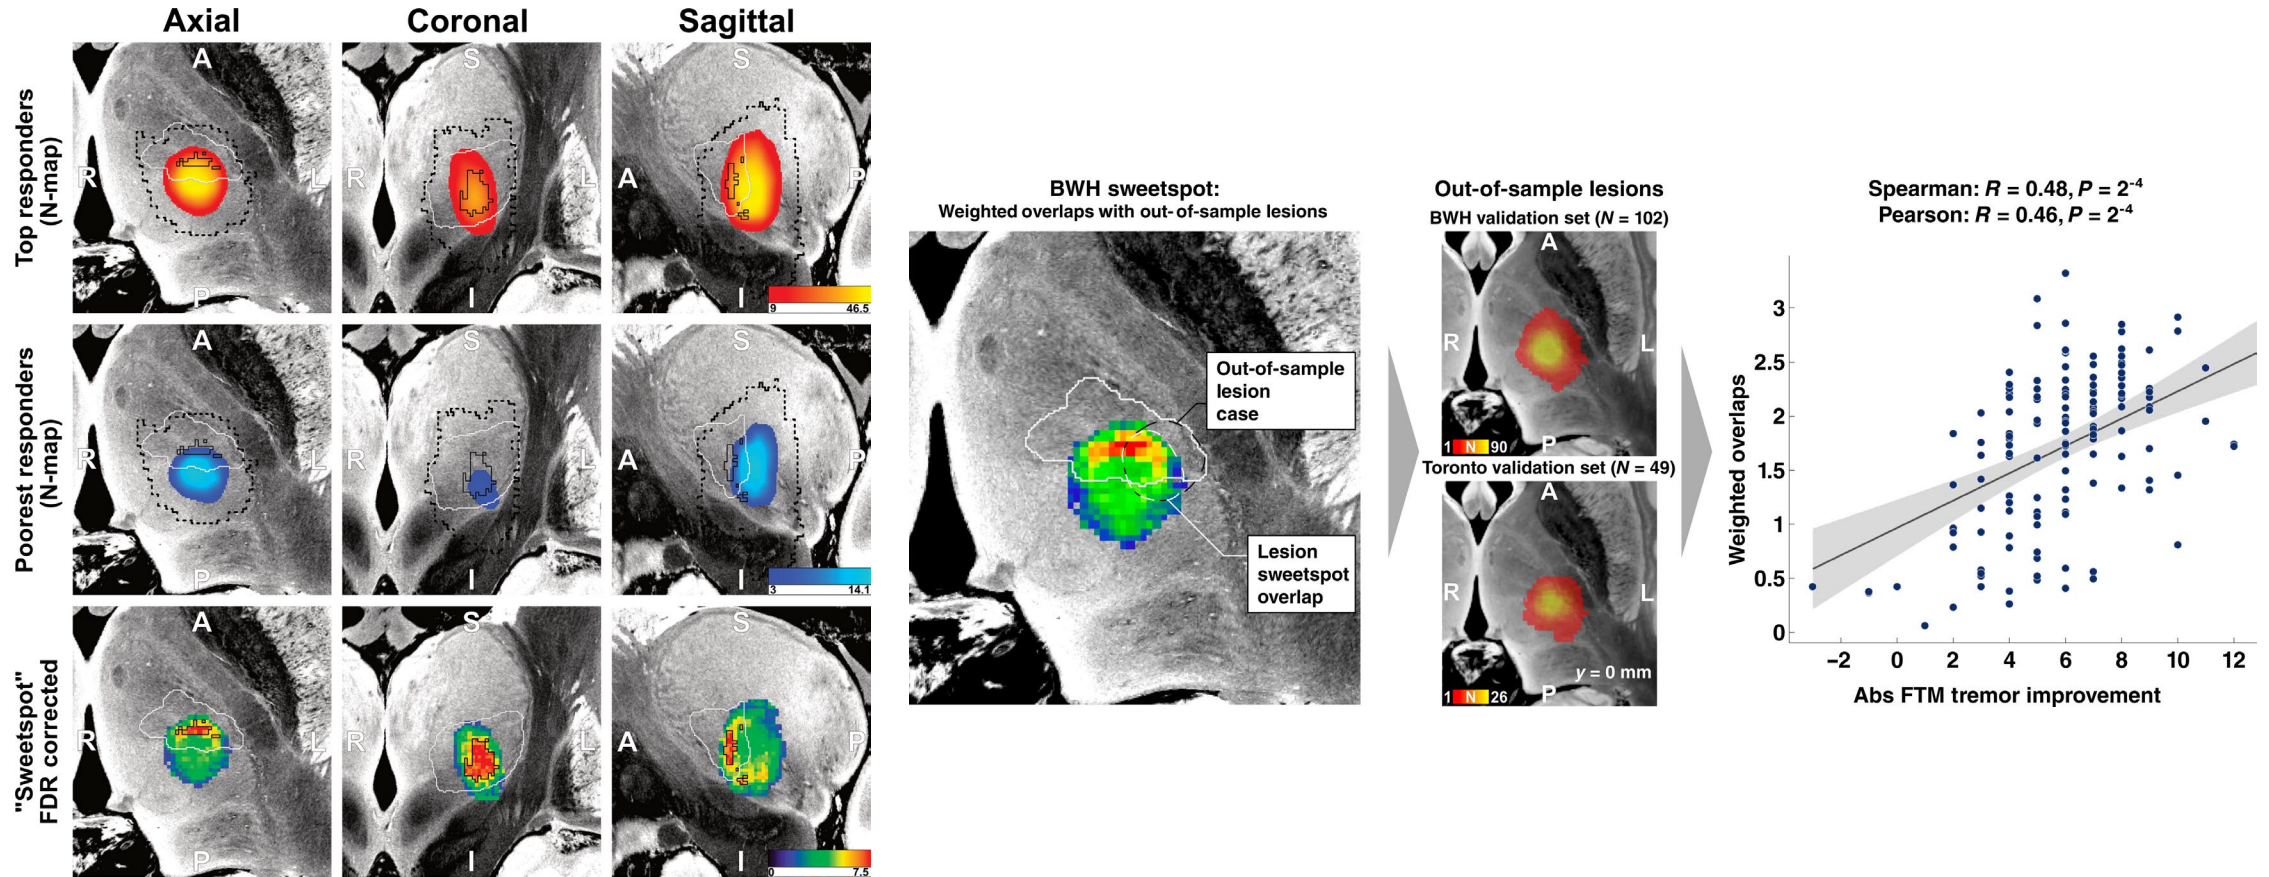 Axial
Coronal
Sagittal
Top responders
(N-map)
A
R
L
P
S
R
L
I
S
A
P
I
9 46.5
Poorest responders
(N-map)
A
R
L
P
S
R
L
I
S
A
P
I
3 14.1
"Sweetspot"
FDR corrected
A
R
L
P
S
R
L
I
S
A
P
I
0 7.5
BWH sweetspot:
Weighted overlaps with out-of-sample lesions
Out-of-sample
lesion
case
Lesion
sweetspot
overlap
Out-of-sample lesions
BWH validation set (N = 102)
A
R
L
P
1 N 90
Toronto validation set (N = 49)
A
R
L
y = 0 mm
P
1 N 26
Spearman: R = 0.48, P = 2⁻⁴
Pearson: R = 0.46, P = 2⁻⁴
Weighted overlaps
3
2.5
2
1.5
1
0.5
0
−2 0 2 4 6 8 10 12
Abs FTM tremor improvement